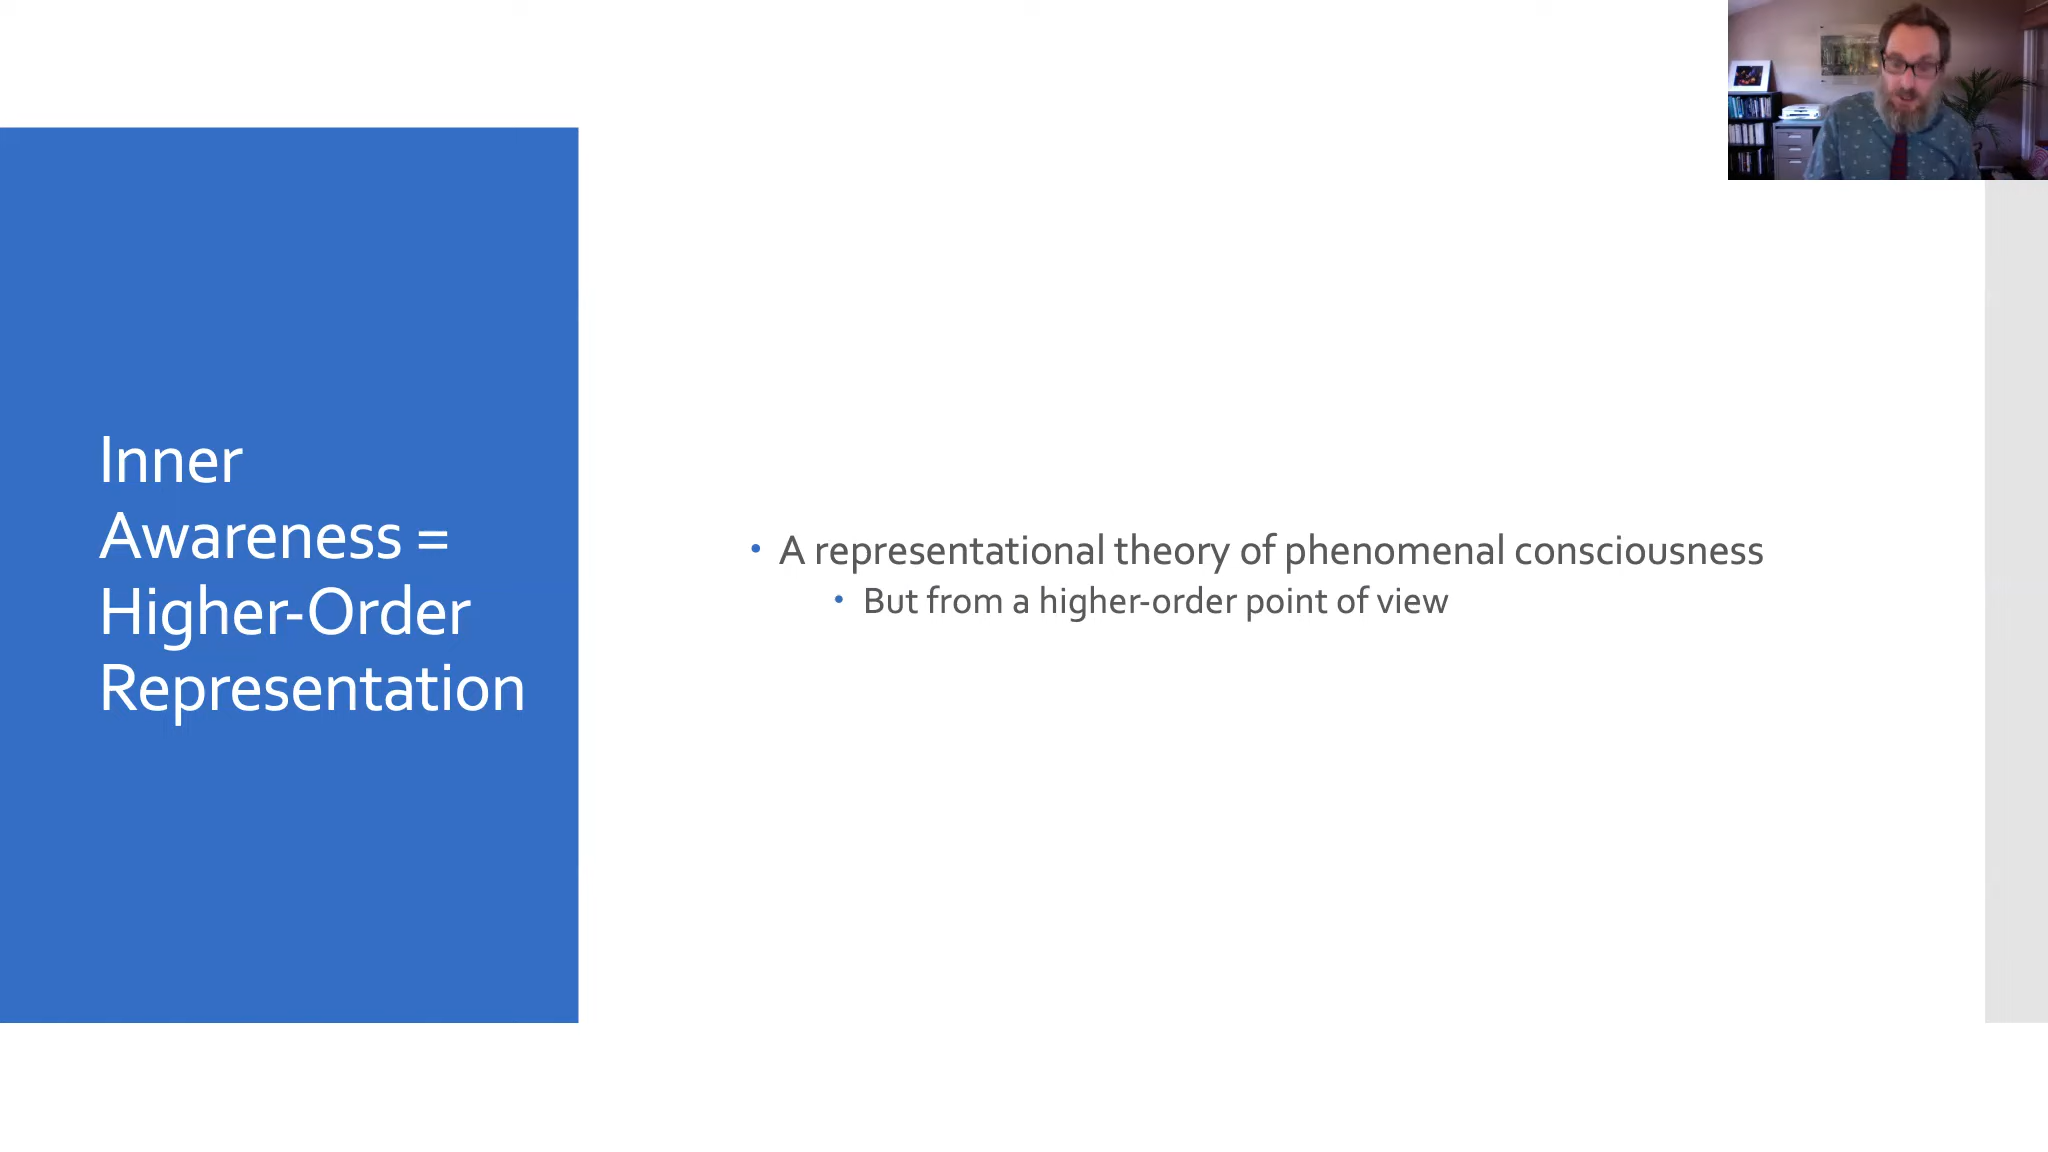 Inner
Awareness =
Higher-Order
Representation
• A representational theory of phenomenal consciousness
• But from a higher-order point of view